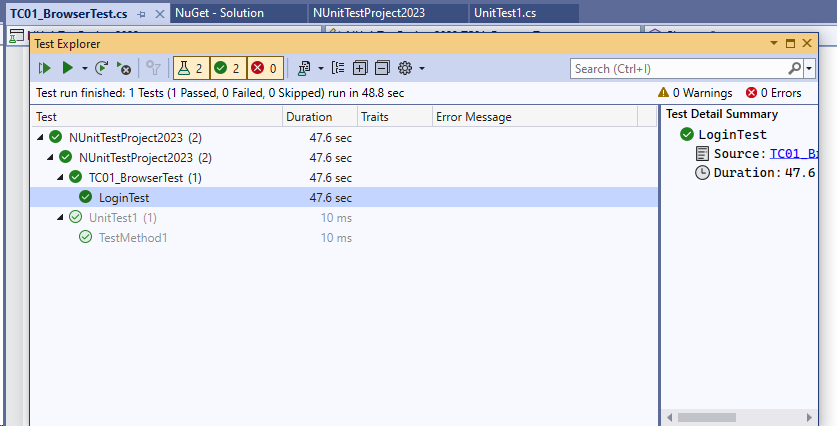 TC01_BrowserTest.cs NuGet - Solution NUnitTestProject2023 UnitTest1.cs
Test Explorer
2 2 0 Search (Ctrl+I)
Test run finished: 1 Tests (1 Passed, 0 Failed, 0 Skipped) run in 48.8 sec 0 Warnings 0 Errors
Test Duration Traits Error Message Test Detail Summary
NUnitTestProject2023 (2) 47.6 sec LoginTest
NUnitTestProject2023 (2) 47.6 sec Source: TC01_B
TC01_BrowserTest (1) 47.6 sec Duration: 47.6
LoginTest 47.6 sec
UnitTest1 (1) 10 ms
TestMethod1 10 ms